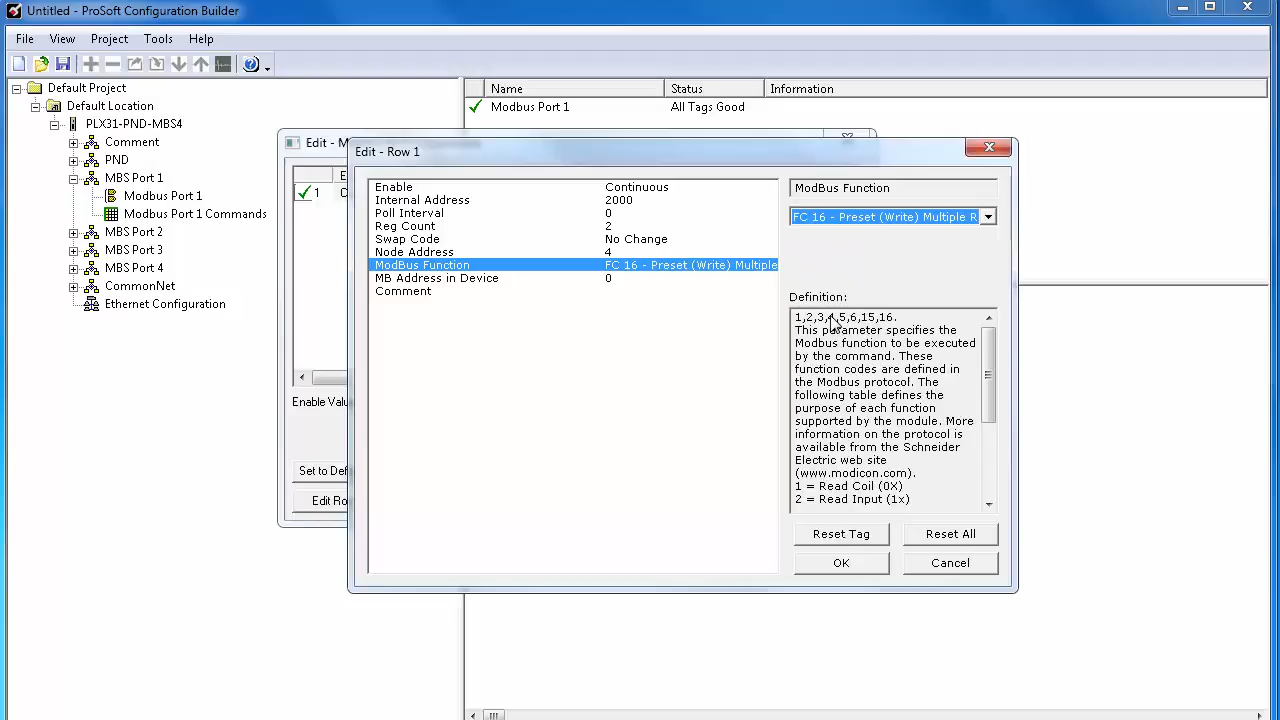 Untitled - ProSoft Configuration Builder
File View Project Tools Help
Default Project
Default Location
PLX31-PND-MBS4
Comment
PND
MBS Port 1
Modbus Port 1
Modbus Port 1 Commands
MBS Port 2
MBS Port 3
MBS Port 4
CommonNet
Ethernet Configuration
Name Status Information
Modbus Port 1 All Tags Good
Edit - M
1
Enable Valu
Set to Def
Edit Ro
Edit - Row 1
Enable Continuous
Internal Address 2000
Poll Interval 0
Reg Count 2
Swap Code No Change
Node Address 4
ModBus Function FC 16 - Preset (Write) Multiple
MB Address in Device 0
Comment
ModBus Function
FC 16 - Preset (Write) Multiple R
Definition:
1,2,3,4,5,6,15,16.
This parameter specifies the
Modbus function to be executed
by the command. These
function codes are defined in
the Modbus protocol. The
following table defines the
purpose of each function
supported by the module. More
information on the protocol is
available from the Schneider
Electric web site
(www.modicon.com).
1 = Read Coil (0X)
2 = Read Input (1x)
Reset Tag Reset All
OK Cancel